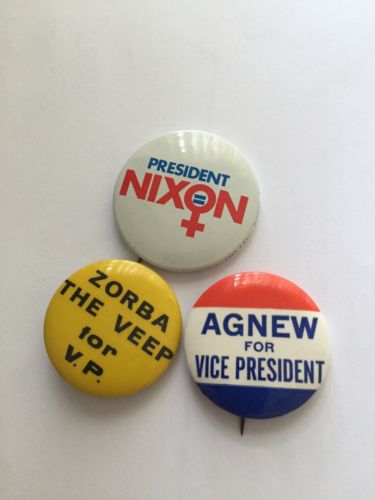 PRESIDENT
NIXON
ZORBA
THE VEEP
for
V.P.
AGNEW
FOR
VICE PRESIDENT